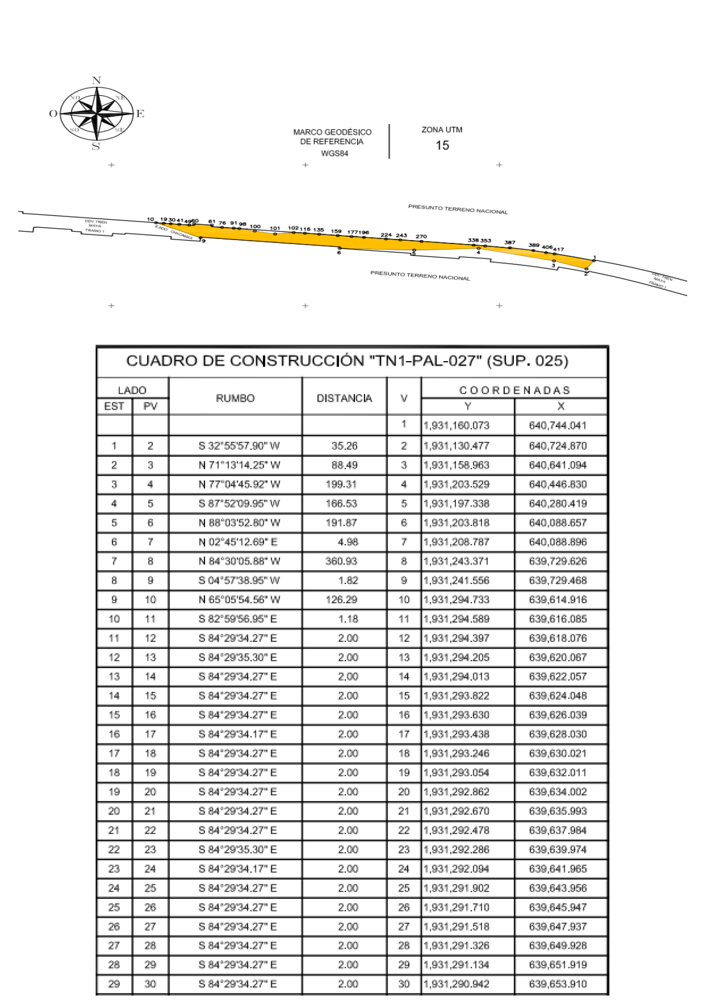 N
NO NE
O E
SO SE
S
MARCO GEODÉSICO
DE REFERENCIA
WGS84
ZONA UTM
15
PRESUNTO TERRENO NACIONAL
DDV TREN
MAYA
TRAMO 1
EJIDO CHACAMAX
10 19 30 41 49 60 61 76 91 98 100 101 102 116 135 159 177 196 224 243 270 338 353 387 389 406 417 1
9 6 5 4 3 2
PRESUNTO TERRENO NACIONAL
DDV TREN
MAYA
TRAMO 1
CUADRO DE CONSTRUCCIÓN "TN1-PAL-027" (SUP. 025)
LADO RUMBO DISTANCIA V COORDENADAS
EST PV Y X
1 1,931,160.073 640,744.041
1 2 S 32°55'57.90" W 35.26 2 1,931,130.477 640,724.870
2 3 N 71°13'14.25" W 88.49 3 1,931,158.963 640,641.094
3 4 N 77°04'45.92" W 199.31 4 1,931,203.529 640,446.830
4 5 S 87°52'09.95" W 166.53 5 1,931,197.338 640,280.419
5 6 N 88°03'52.80" W 191.87 6 1,931,203.818 640,088.657
6 7 N 02°45'12.69" E 4.98 7 1,931,208.787 640,088.896
7 8 N 84°30'05.88" W 360.93 8 1,931,243.371 639,729.626
8 9 S 04°57'38.95" W 1.82 9 1,931,241.556 639,729.468
9 10 N 65°05'54.56" W 126.29 10 1,931,294.733 639,614.916
10 11 S 82°59'56.95" E 1.18 11 1,931,294.589 639,616.085
11 12 S 84°29'34.27" E 2.00 12 1,931,294.397 639,618.076
12 13 S 84°29'35.30" E 2.00 13 1,931,294.205 639,620.067
13 14 S 84°29'34.27" E 2.00 14 1,931,294.013 639,622.057
14 15 S 84°29'34.27" E 2.00 15 1,931,293.822 639,624.048
15 16 S 84°29'34.27" E 2.00 16 1,931,293.630 639,626.039
16 17 S 84°29'34.17" E 2.00 17 1,931,293.438 639,628.030
17 18 S 84°29'34.27" E 2.00 18 1,931,293.246 639,630.021
18 19 S 84°29'34.27" E 2.00 19 1,931,293.054 639,632.011
19 20 S 84°29'34.27" E 2.00 20 1,931,292.862 639,634.002
20 21 S 84°29'34.27" E 2.00 21 1,931,292.670 639,635.993
21 22 S 84°29'34.27" E 2.00 22 1,931,292.478 639,637.984
22 23 S 84°29'35.30" E 2.00 23 1,931,292.286 639,639.974
23 24 S 84°29'34.17" E 2.00 24 1,931,292.094 639,641.965
24 25 S 84°29'34.27" E 2.00 25 1,931,291.902 639,643.956
25 26 S 84°29'34.27" E 2.00 26 1,931,291.710 639,645.947
26 27 S 84°29'34.27" E 2.00 27 1,931,291.518 639,647.937
27 28 S 84°29'34.27" E 2.00 28 1,931,291.326 639,649.928
28 29 S 84°29'34.27" E 2.00 29 1,931,291.134 639,651.919
29 30 S 84°29'34.27" E 2.00 30 1,931,290.942 639,653.910